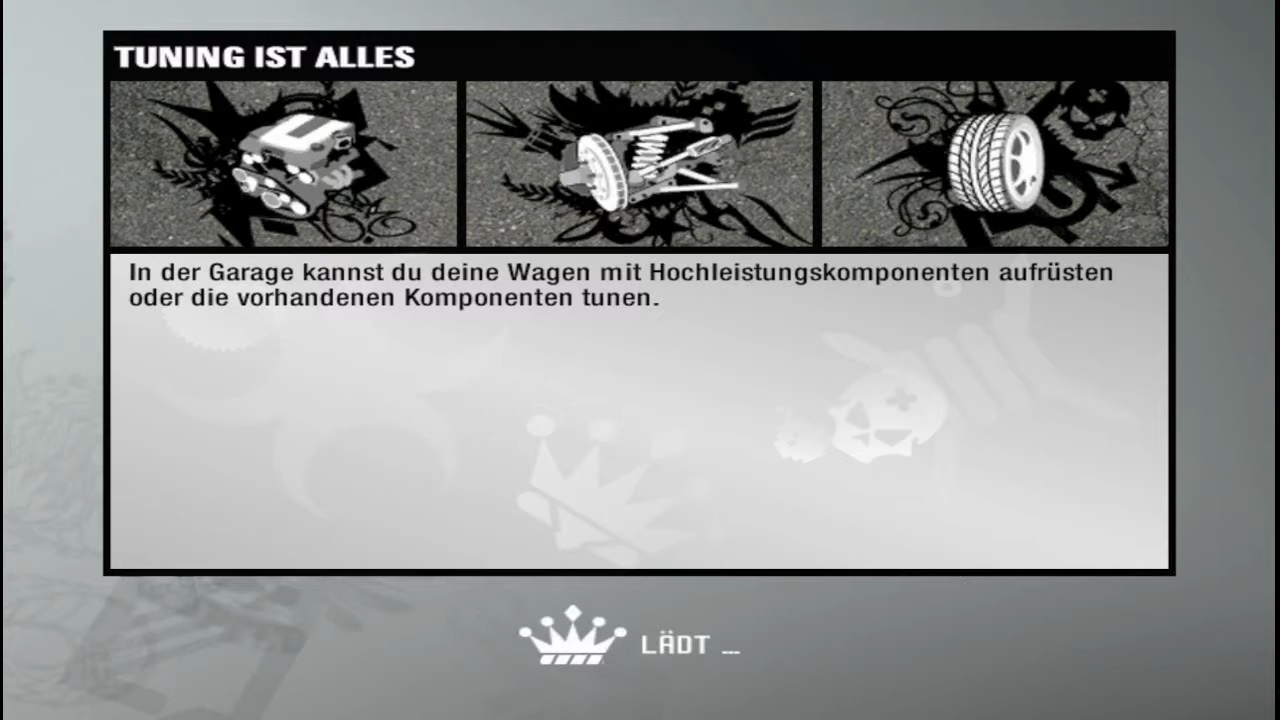 TUNING IST ALLES
In der Garage kannst du deine Wagen mit Hochleistungskomponenten aufrüsten
oder die vorhandenen Komponenten tunen.
LÄDT ...